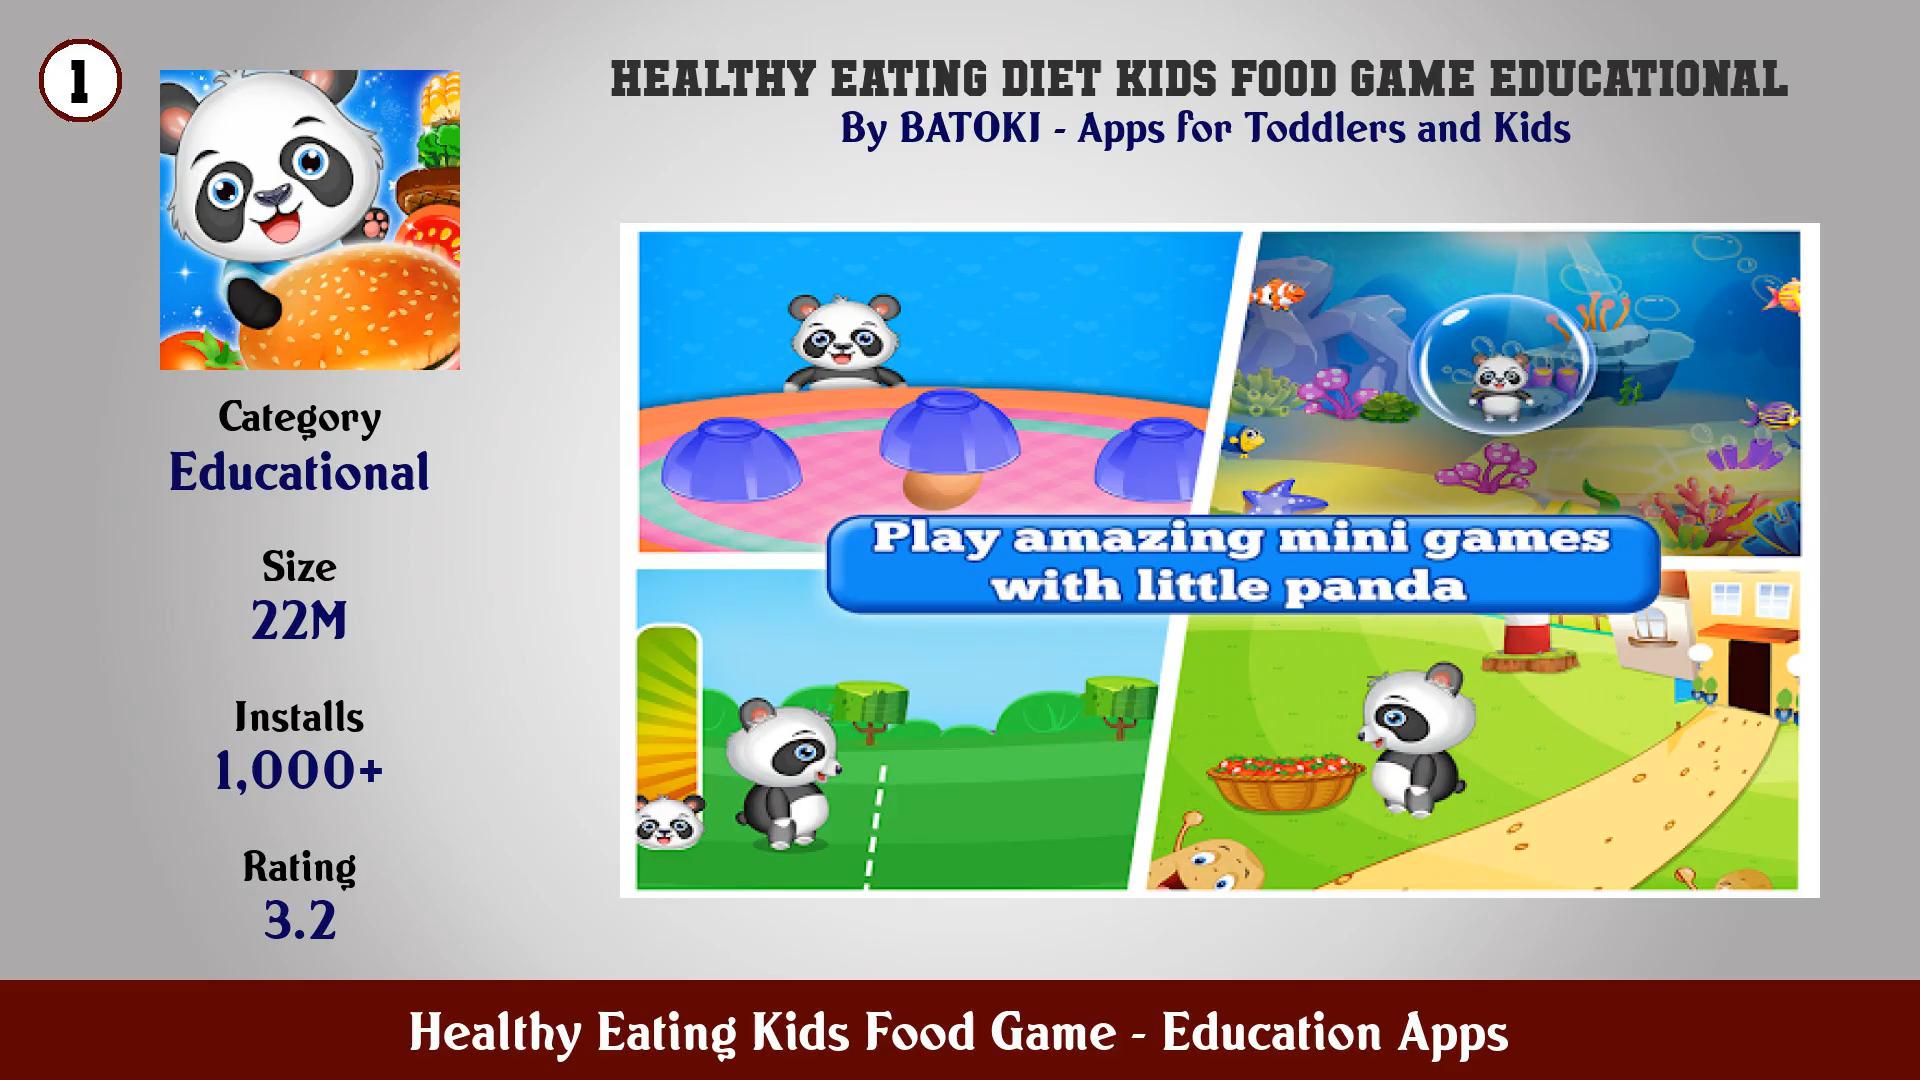 1
HEALTHY EATING DIET KIDS FOOD GAME EDUCATIONAL
By BATOKI - Apps for Toddlers and Kids
Category
Educational
Size
22M
Installs
1,000+
Rating
3.2
Play amazing mini games
with little panda
Healthy Eating Kids Food Game - Education Apps